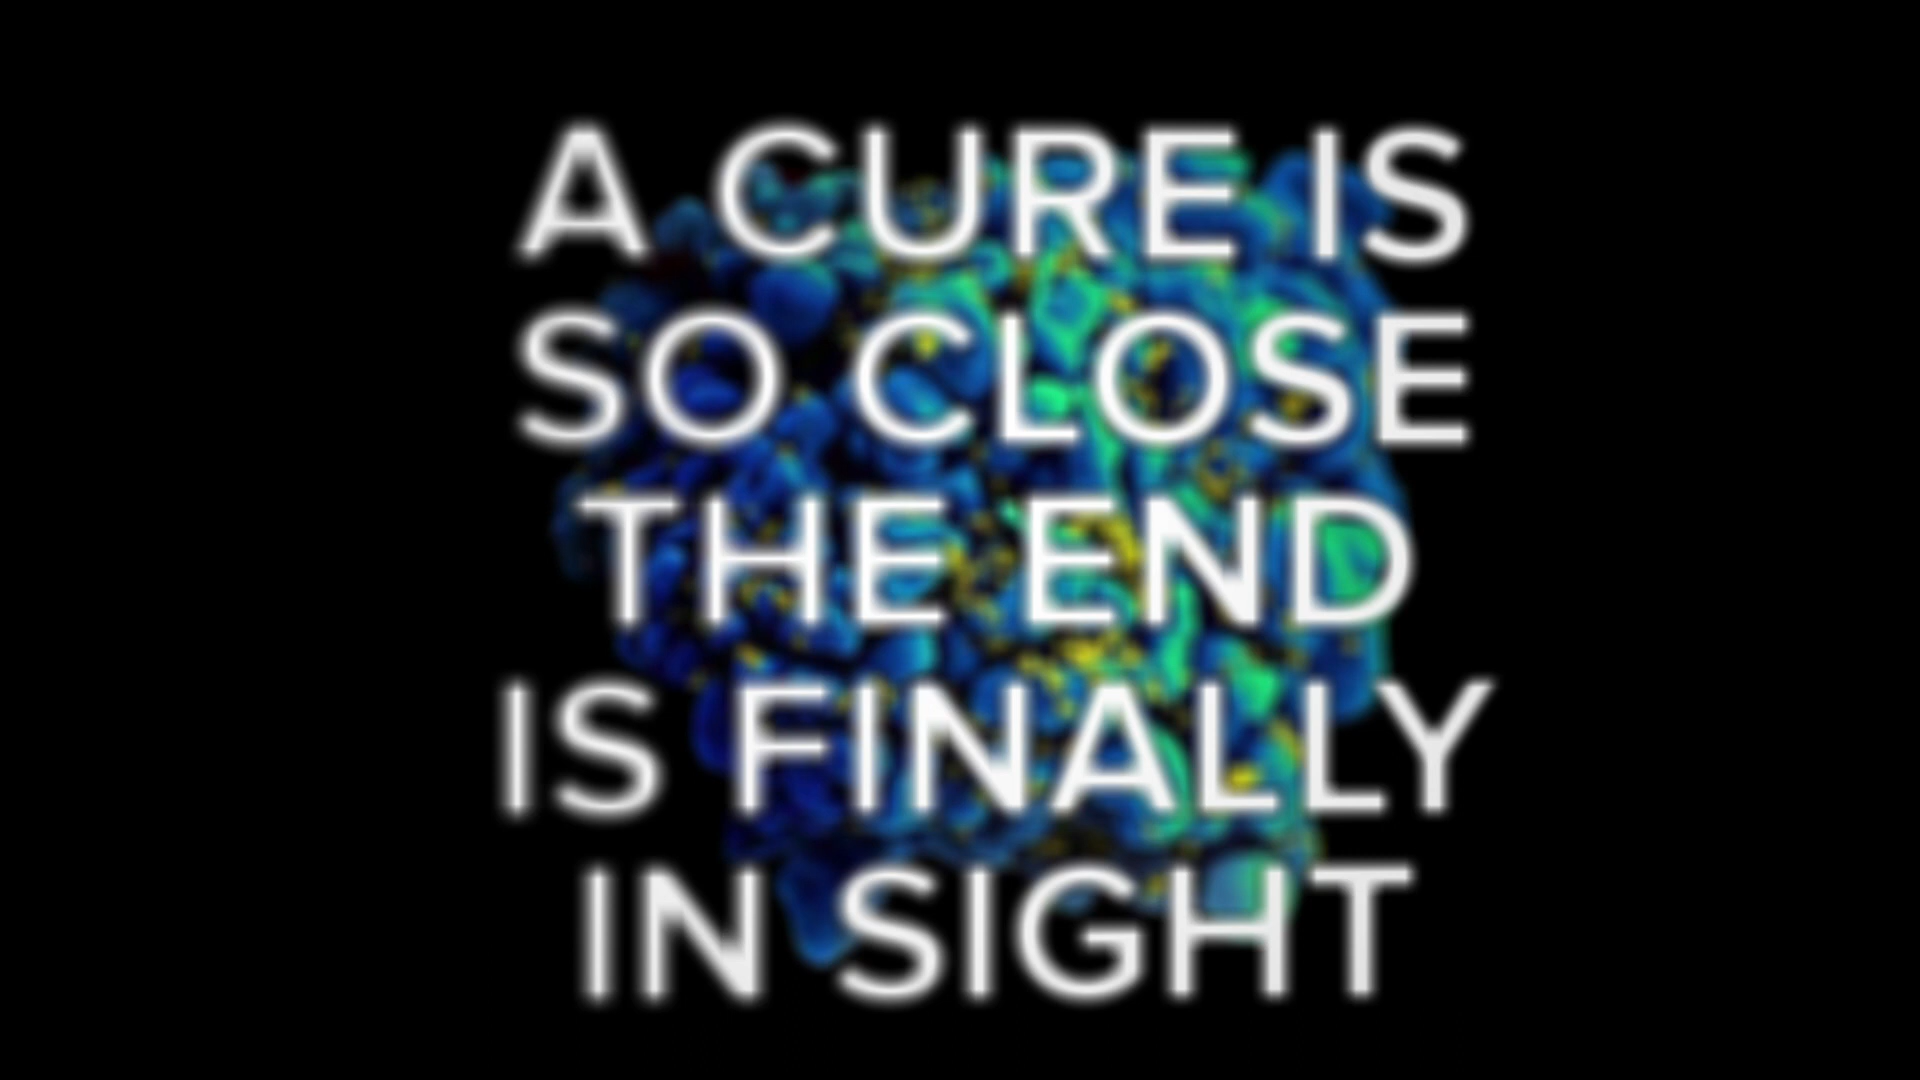 A CURE IS
SO CLOSE
THE END
IS FINALLY
IN SIGHT